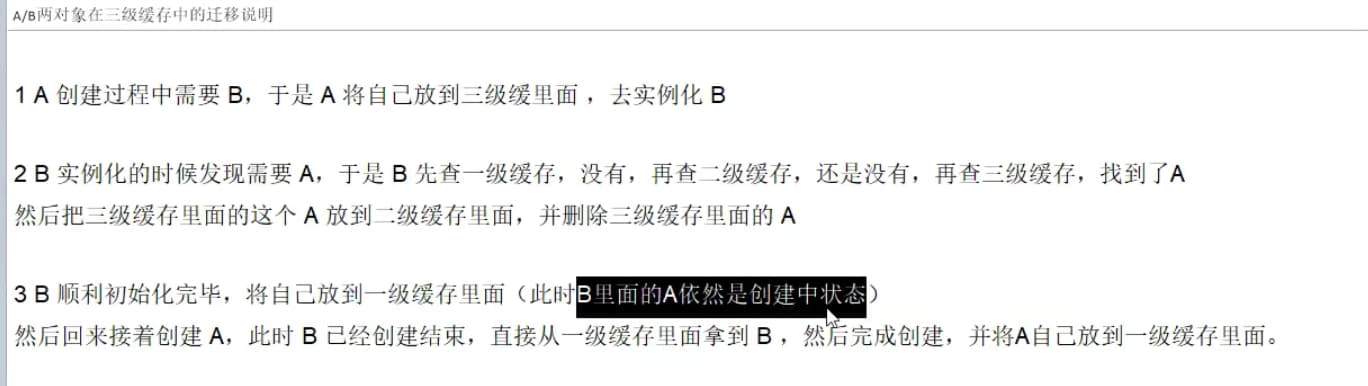 A/B两对象在三级缓存中的迁移说明
1 A 创建过程中需要 B，于是 A 将自己放到三级缓里面 ，去实例化 B
2 B 实例化的时候发现需要 A，于是 B 先查一级缓存，没有，再查二级缓存，还是没有，再查三级缓存，找到了A
然后把三级缓存里面的这个 A 放到二级缓存里面，并删除三级缓存里面的 A
3 B 顺利初始化完毕，将自己放到一级缓存里面（此时B里面的A依然是创建中状态）
然后回来接着创建 A，此时 B 已经创建结束，直接从一级缓存里面拿到 B ，然后完成创建，并将A自己放到一级缓存里面。